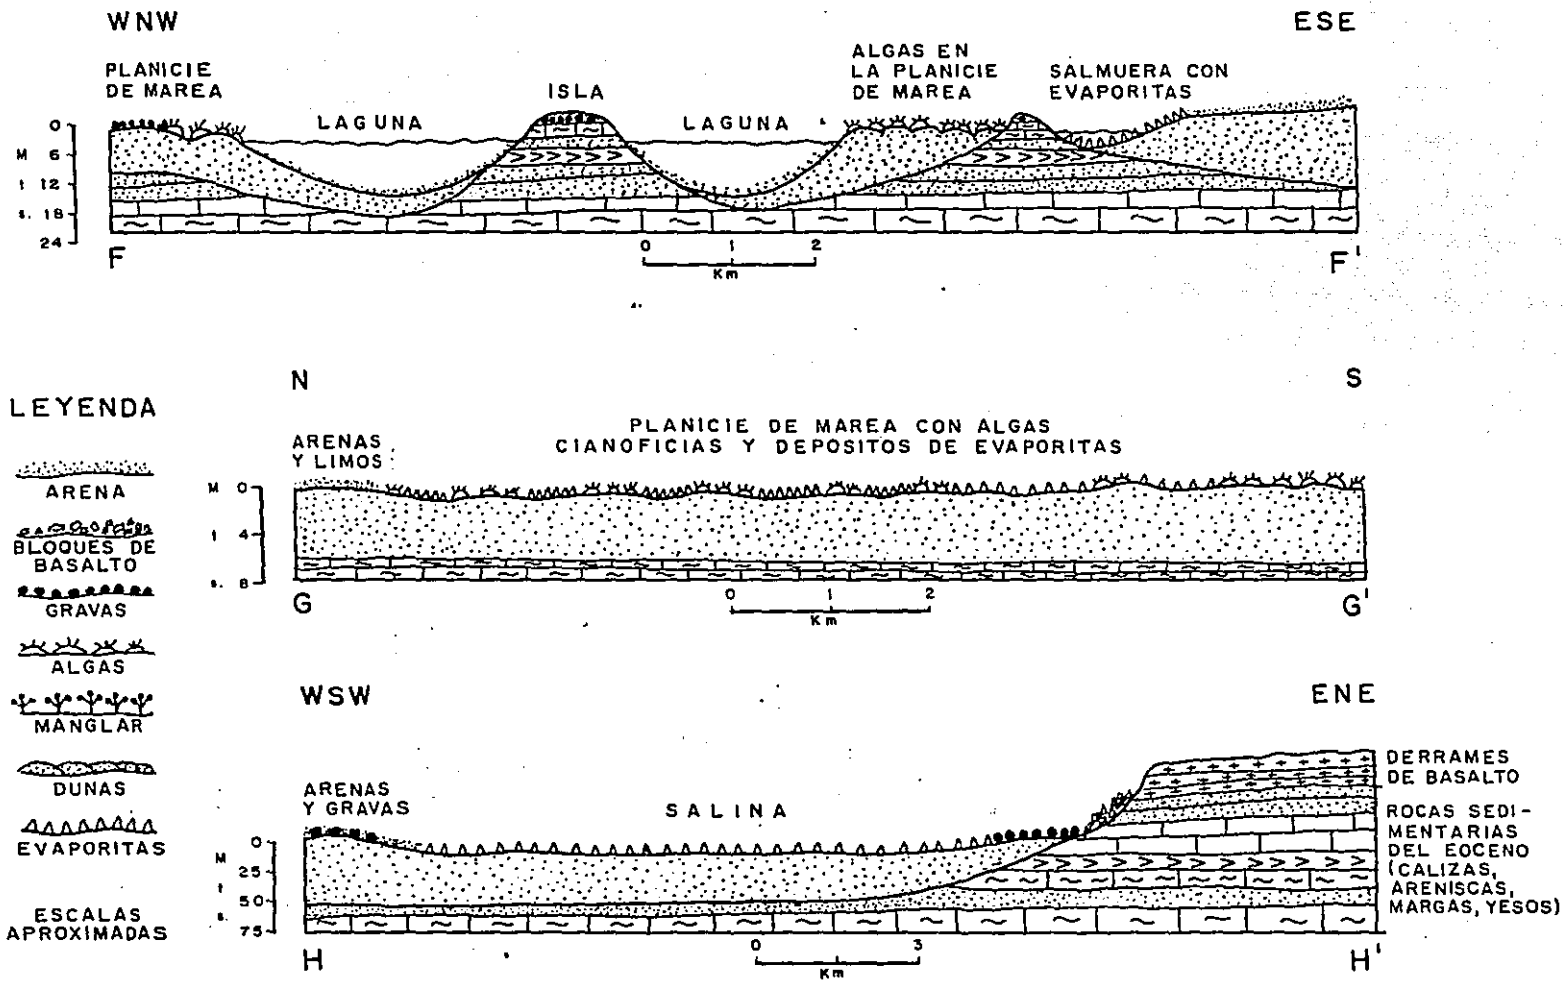 WNW
ESE
PLANICIE
DE MAREA
LAGUNA
ISLA
LAGUNA
ALGAS EN
LA PLANICIE
DE MAREA
SALMUERA CON
EVAPORITAS
M
t
s.
0
6
12
18
24
0 1 2
Km
F
F'
N
S
LEYENDA
ARENA
BLOQUES DE
BASALTO
GRAVAS
ALGAS
MANGLAR
DUNAS
EVAPORITAS
ESCALAS
APROXIMADAS
ARENAS
Y LIMOS
PLANICIE DE MAREA CON ALGAS
CIANOFICIAS Y DEPOSITOS DE EVAPORITAS
M
t
s.
0
4
8
0 1 2
Km
G
G'
WSW
ENE
ARENAS
Y GRAVAS
SALINA
DERRAMES
DE BASALTO
ROCAS SEDI-
MENTARIAS
DEL EOCENO
(CALIZAS,
ARENISCAS,
MARGAS, YESOS)
M
t
s.
0
25
50
75
0 3
Km
H
H'